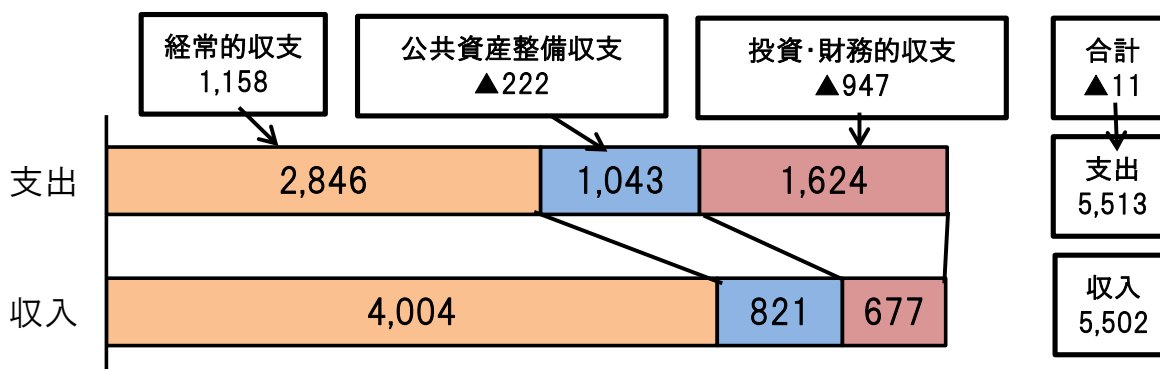 経常的収支
1,158
公共資産整備収支
▲222
投資・財務的収支
▲947
合計
▲11
支出
2,846
1,043
1,624
支出
5,513
収入
4,004
821
677
収入
5,502